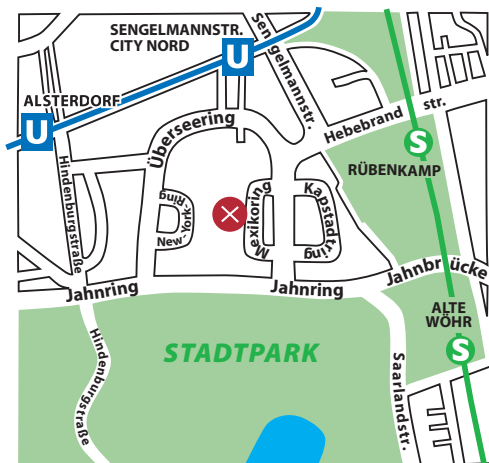 SENGELMANNSTR.
CITY NORD
U
Sengelmannstr.
ALSTERDORF
U
Überseering
Hebebrand str.
S
RÜBENKAMP
Hindenburgstraße
New-York-Ring
Mexikoring
Kapstadtring
Jahnring
Jahnring
Jahnbrücke
ALTE
WÖHR
S
STADTPARK
Hindenburgstraße
Saarlandstr.